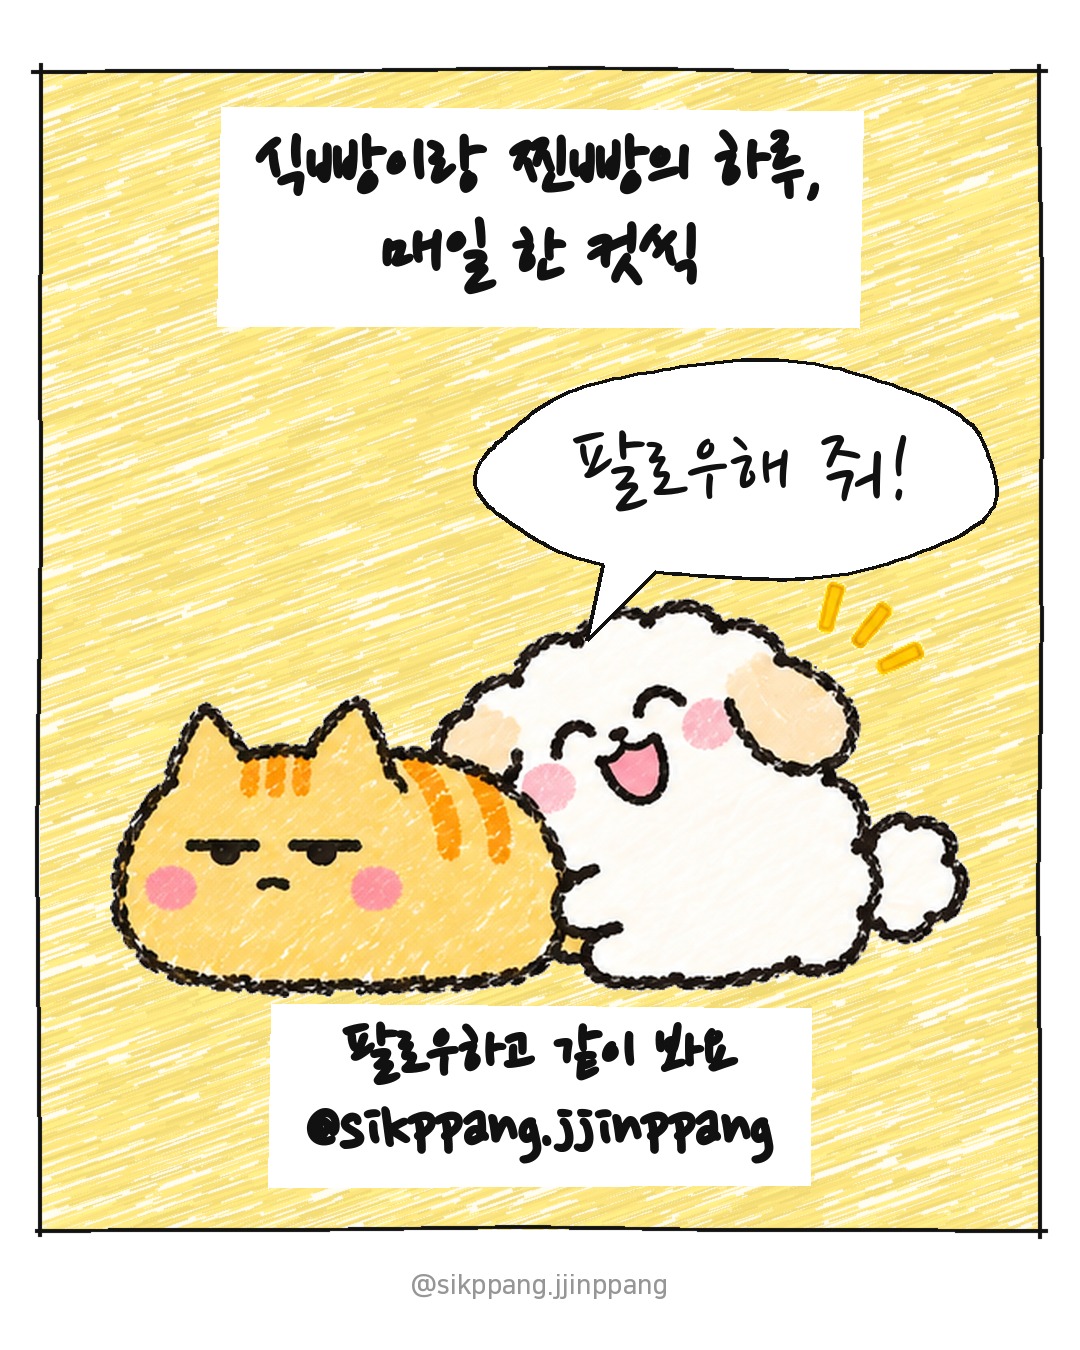 식빵이랑 찐빵의 하루,
매일 한 컷씩
팔로우해 줘!
팔로우하고 같이 봐요
@sikppang.jjinppang
@sikppang.jjinppang